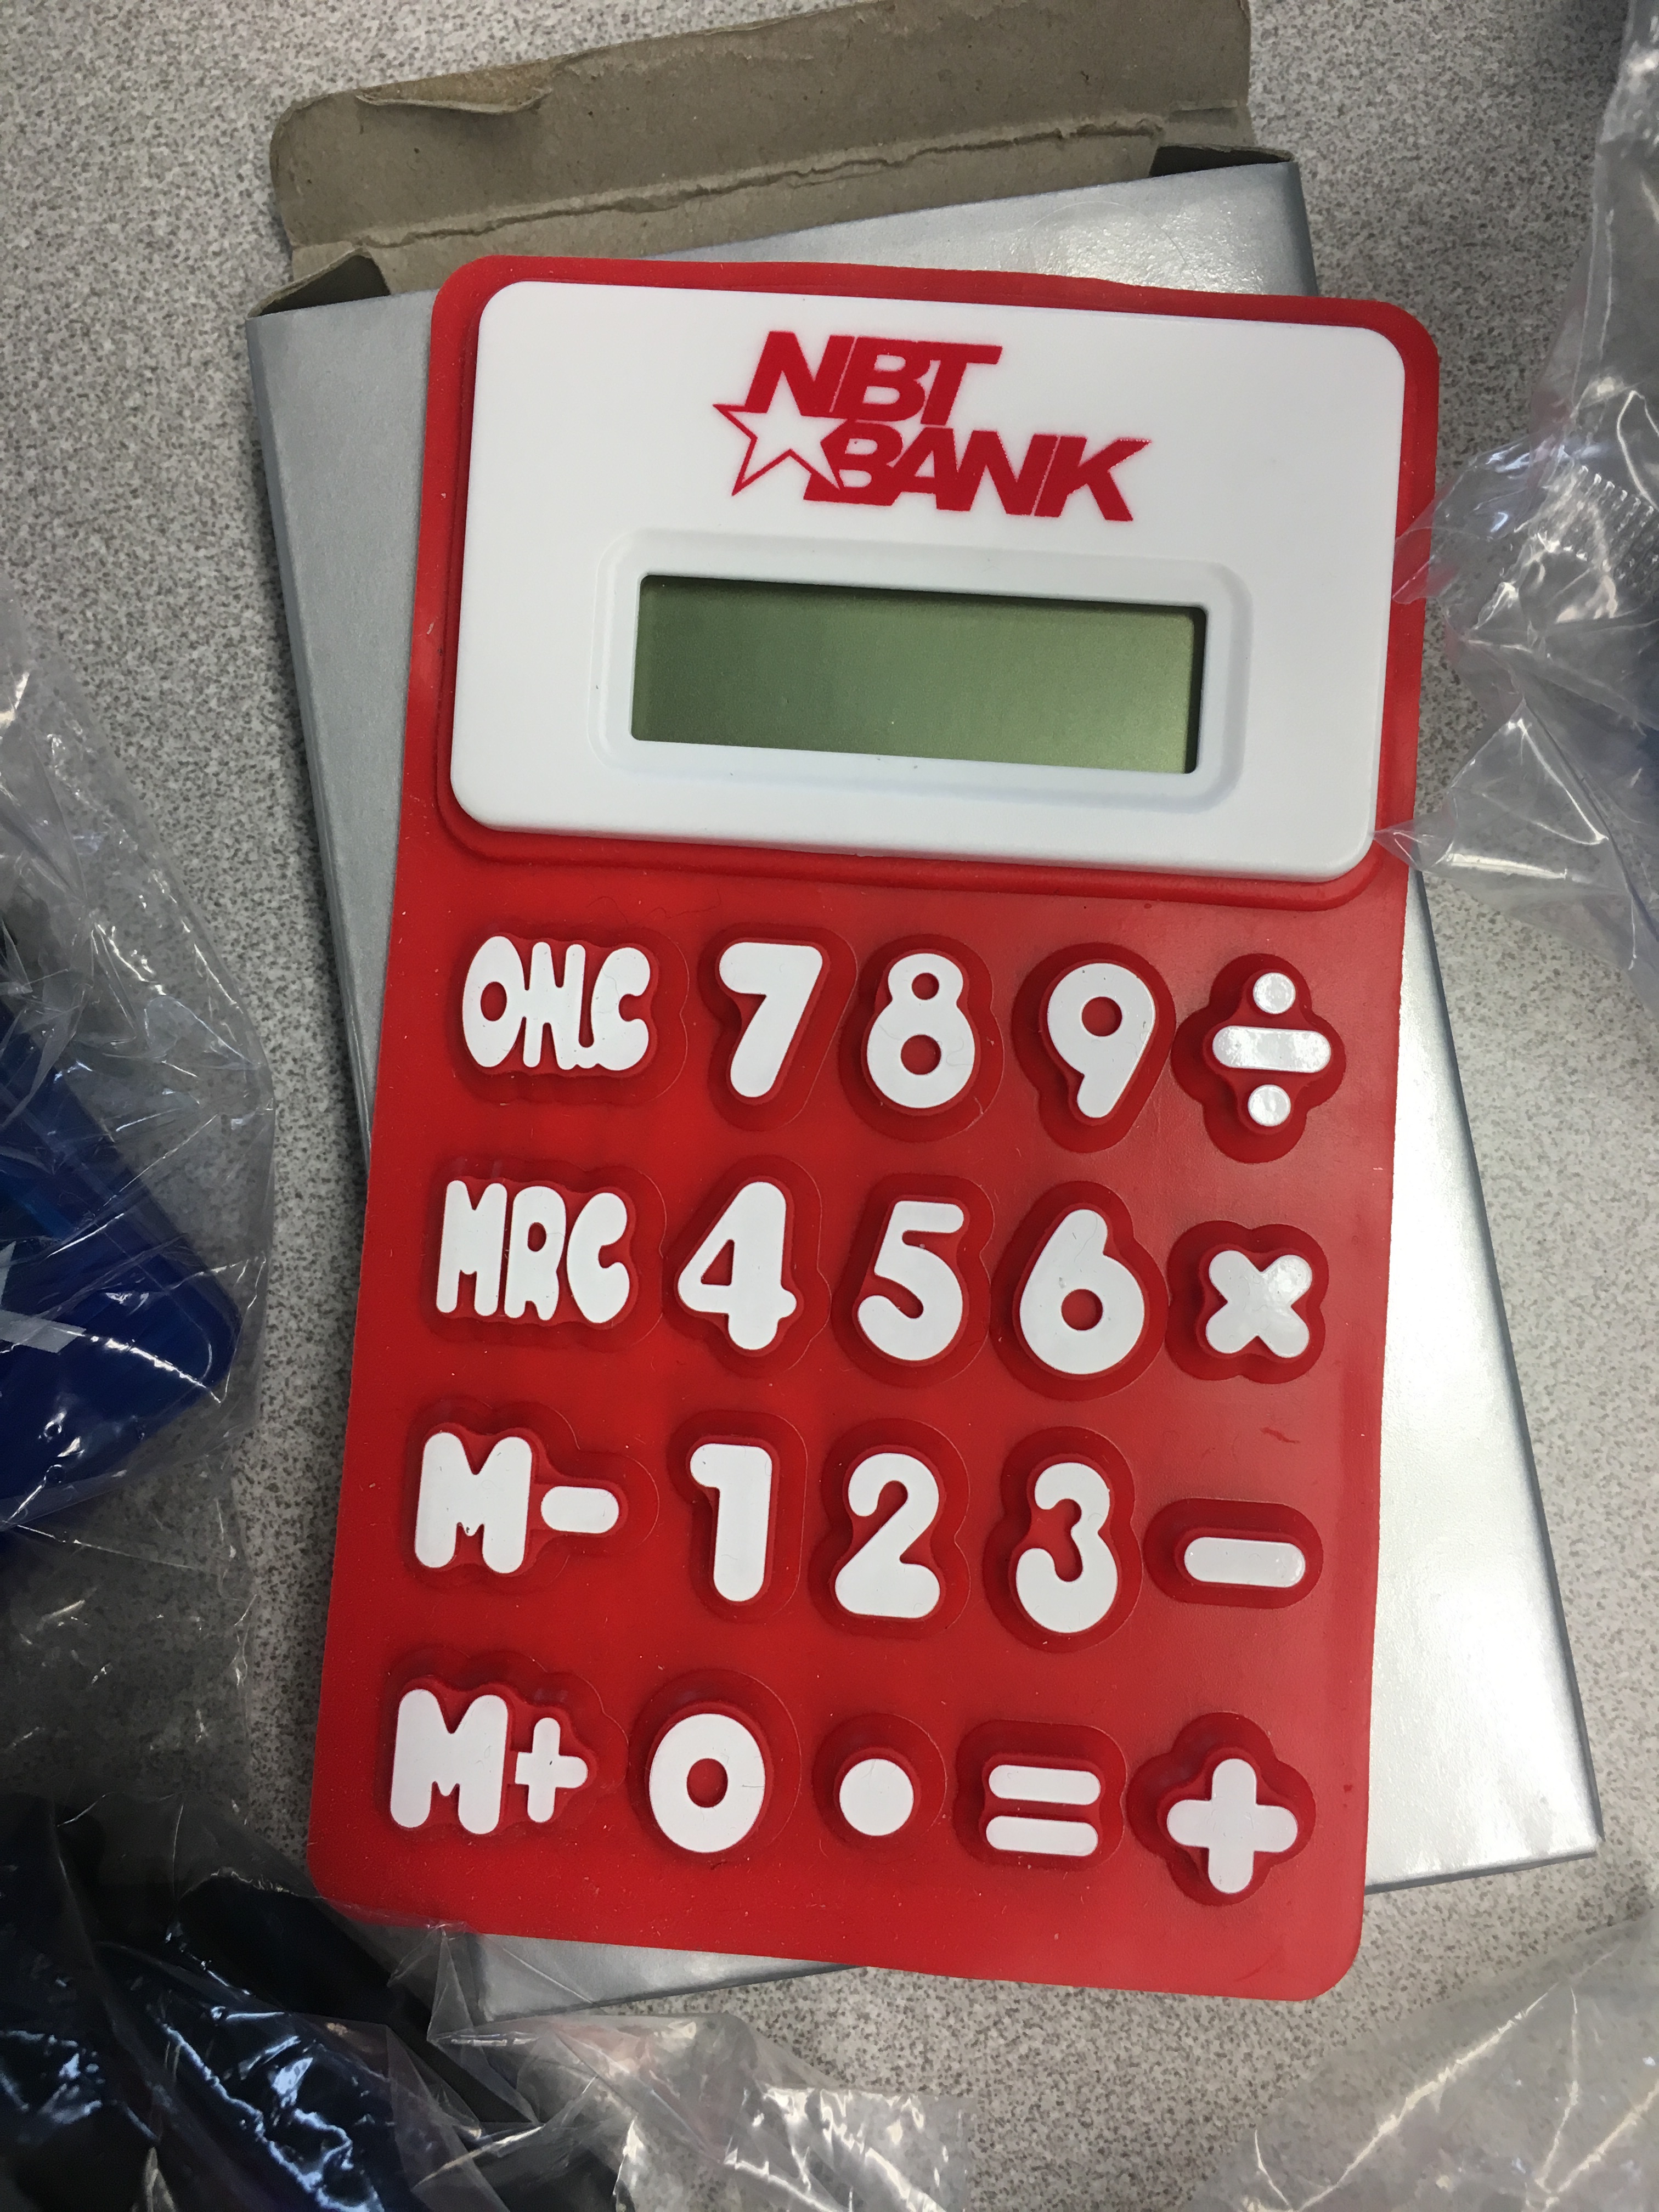 NBT
BANK
ON/C 7 8 9 ÷
MRC 4 5 6 ×
M- 1 2 3 -
M+ 0 . = +